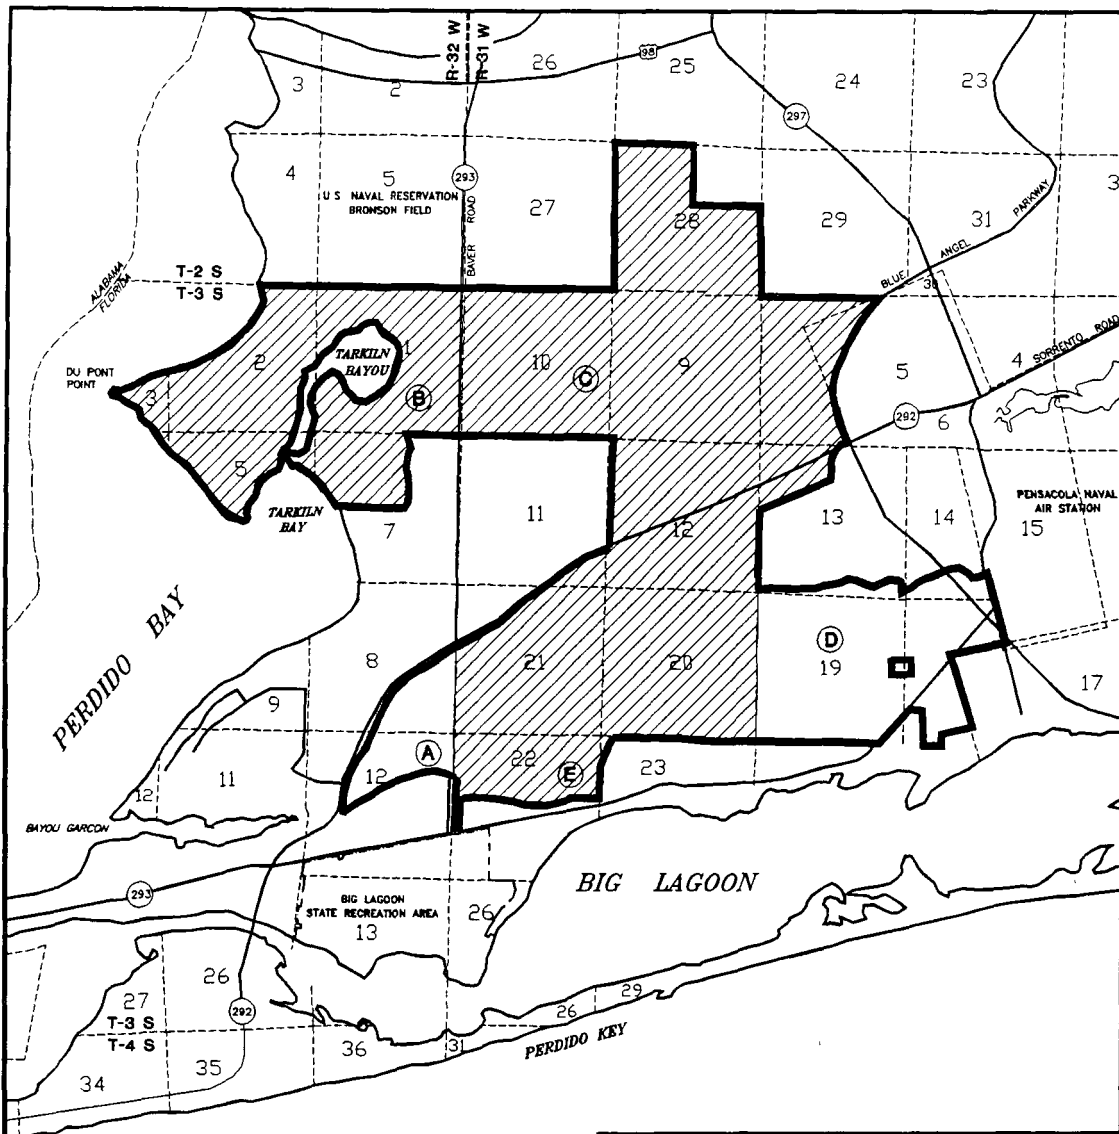 R-32 W
R-31 W
26
98
25
24
23
3
2
297
4
5
293
U.S NAVAL RESERVATION
BRONSON FIELD
BAVER ROAD
27
28
29
31
3
BLUE ANGEL PARKWAY
30
ALABAMA
FLORIDA
T-2 S
T-3 S
2
TARKILN
BAYOU
1
10
C
9
5
4
SORRENTO ROAD
DU PONT
POINT
3
B
292
6
5
TARKILN
BAY
7
11
12
13
14
15
PENSACOLA NAVAL
AIR STATION
PERDIDO BAY
8
21
20
D
19
17
9
A
11
12
12
22
E
23
BAYOU GARCON
293
BIG LAGOON
BIG LAGOON
STATE RECREATION AREA
13
26
26
27
292
29
26
T-3 S
T-4 S
PERDIDO KEY
34
35
36
31